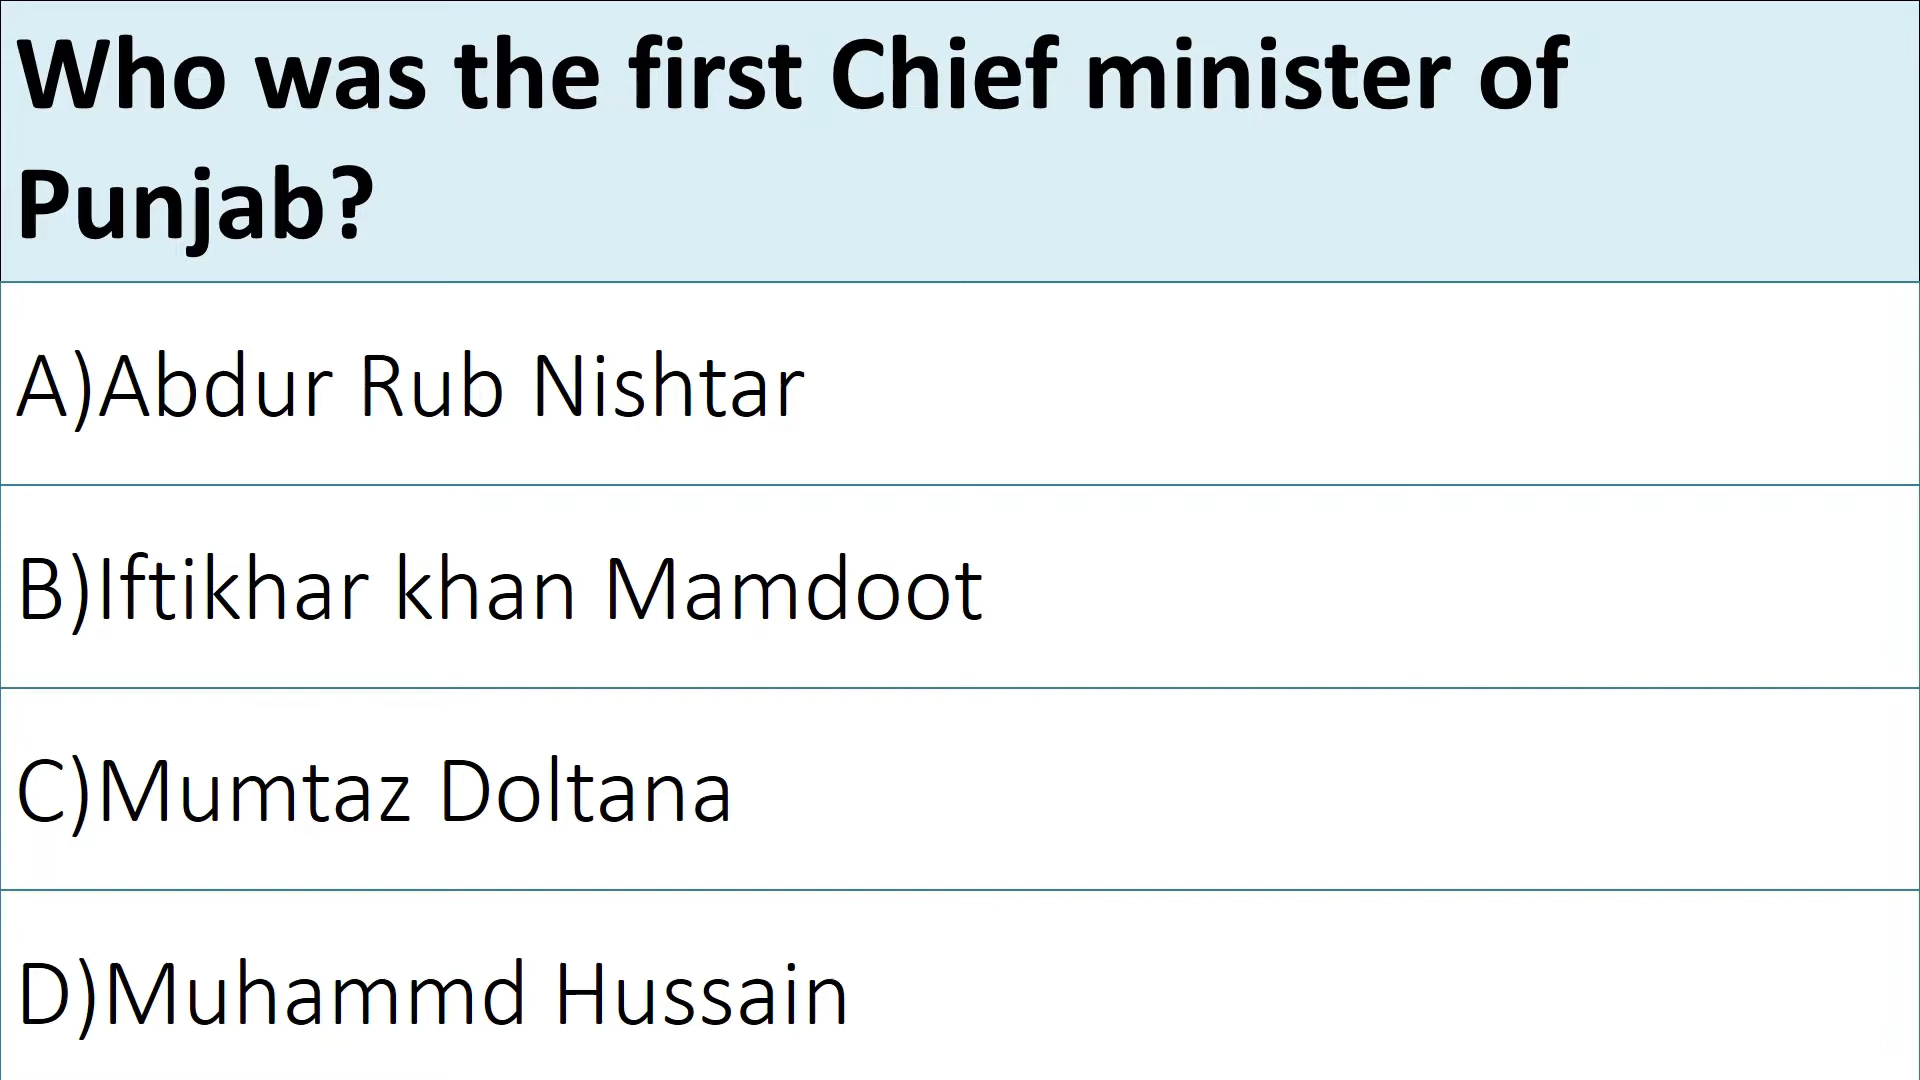 Who was the first Chief minister of
Punjab?
A)Abdur Rub Nishtar
B)Iftikhar khan Mamdoot
C)Mumtaz Doltana
D)Muhammd Hussain